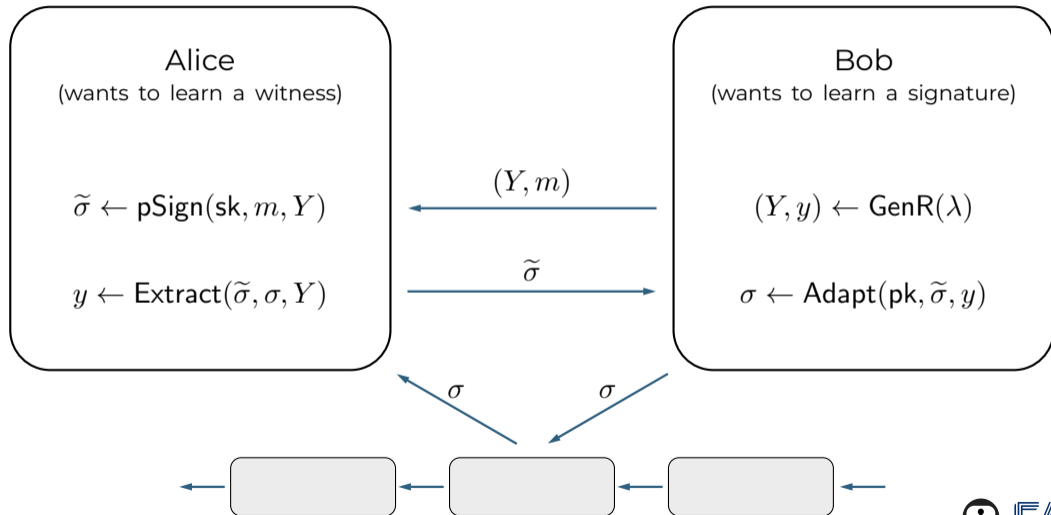 Alice
(wants to learn a witness)
σ̃ ← pSign(sk, m, Y)
y ← Extract(σ̃, σ, Y)
(Y, m)
σ̃
Bob
(wants to learn a signature)
(Y, y) ← GenR(λ)
σ ← Adapt(pk, σ̃, y)
σ
σ